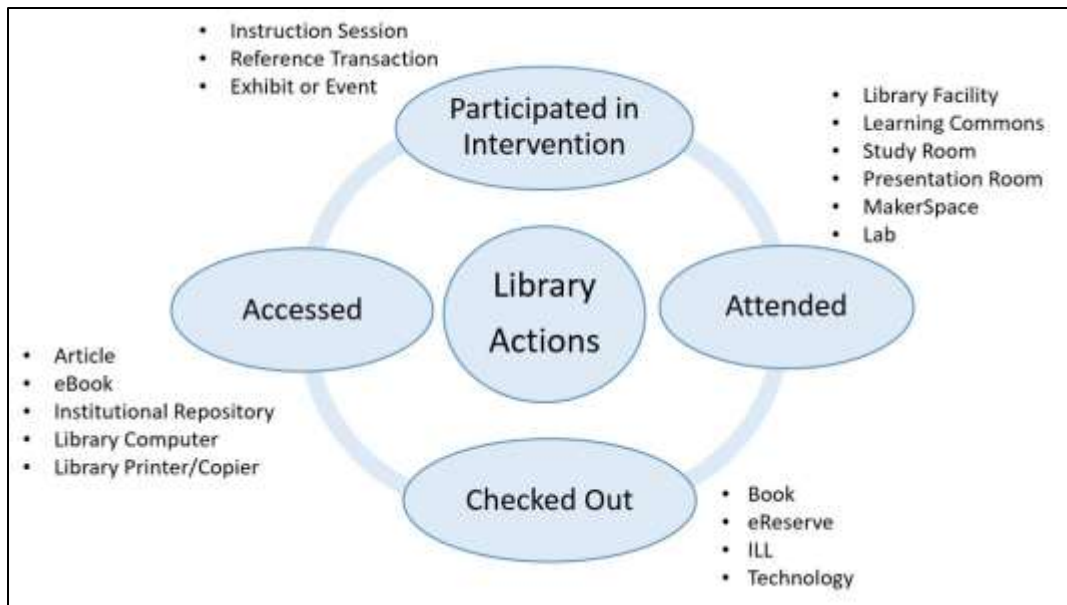 • Instruction Session
• Reference Transaction
• Exhibit or Event
Participated in
Intervention
• Library Facility
• Learning Commons
• Study Room
• Presentation Room
• MakerSpace
• Lab
Accessed
Library
Actions
Attended
• Article
• eBook
• Institutional Repository
• Library Computer
• Library Printer/Copier
Checked Out
• Book
• eReserve
• ILL
• Technology